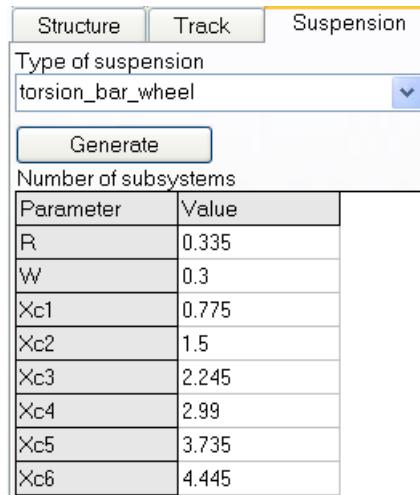 Structure Track Suspension
Type of suspension
torsion_bar_wheel
Generate
Number of subsystems
Parameter Value
R 0.335
W 0.3
Xc1 0.775
Xc2 1.5
Xc3 2.245
Xc4 2.99
Xc5 3.735
Xc6 4.445